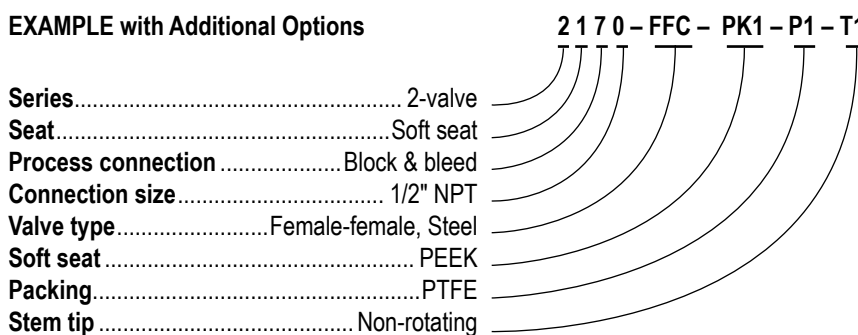 EXAMPLE with Additional Options 2 1 7 0 – FFC – PK1 – P1 – T1
Series.................................................... 2-valve
Seat.....................................................Soft seat
Process connection ...................Block & bleed
Connection size................................. 1/2" NPT
Valve type........................Female-female, Steel
Soft seat ................................................. PEEK
Packing....................................................PTFE
Stem tip ........................................ Non-rotating